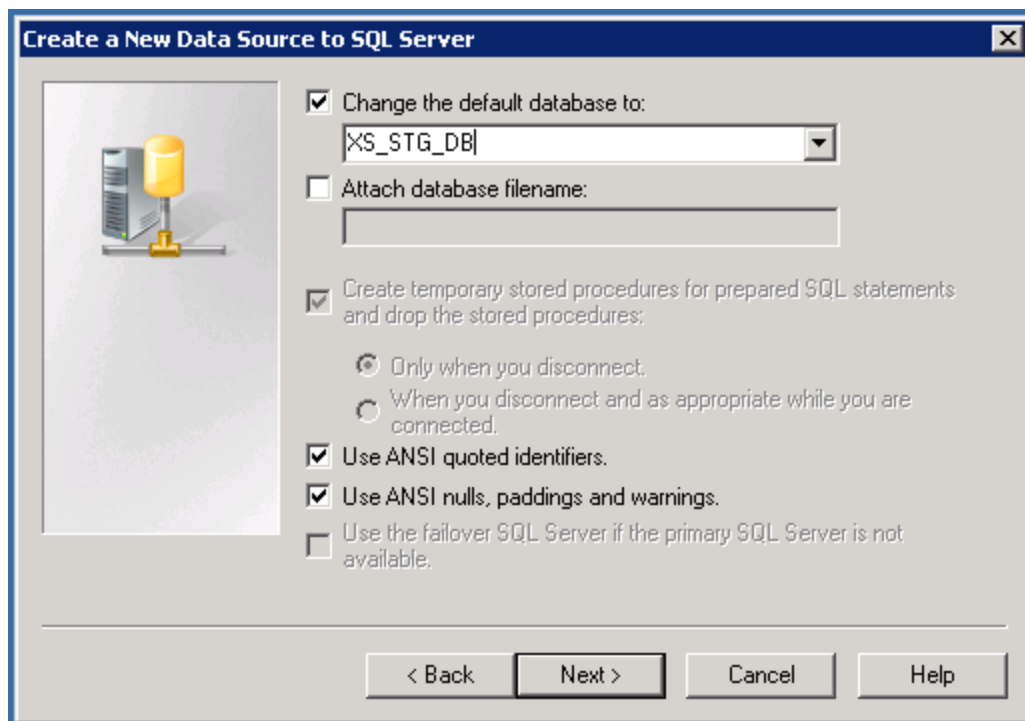 Create a New Data Source to SQL Server
Change the default database to:
XS_STG_DB
Attach database filename:
Create temporary stored procedures for prepared SQL statements
and drop the stored procedures:
Only when you disconnect.
When you disconnect and as appropriate while you are
connected.
Use ANSI quoted identifiers.
Use ANSI nulls, paddings and warnings.
Use the failover SQL Server if the primary SQL Server is not
available.
< Back Next > Cancel Help